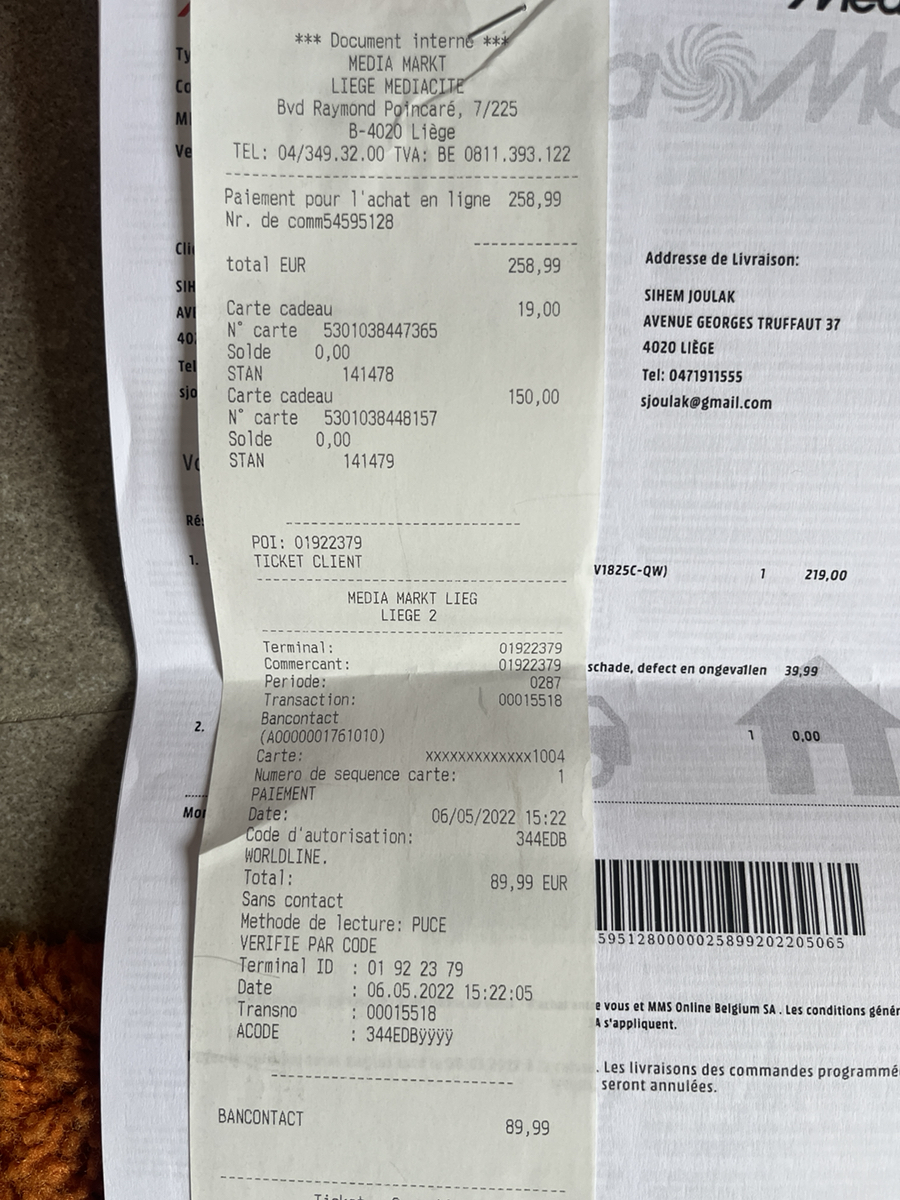 *** Document interne ***
MEDIA MARKT
LIEGE MEDIACITE
Bvd Raymond Poincaré, 7/225
B-4020 Liège
TEL: 04/349.32.00 TVA: BE 0811.393.122
Paiement pour l'achat en ligne 258,99
Nr. de comm54595128
total EUR 258,99
Carte cadeau 19,00
N° carte 5301038447365
Solde 0,00
STAN 141478
Carte cadeau 150,00
N° carte 5301038448157
Solde 0,00
STAN 141479
POI: 01922379
TICKET CLIENT
MEDIA MARKT LIEG
LIEGE 2
Terminal: 01922379
Commercant: 01922379
Periode: 0287
Transaction: 00015518
Bancontact
(A0000001761010)
Carte: xxxxxxxxxxxxx1004
Numero de sequence carte: 1
PAIEMENT
Date: 06/05/2022 15:22
Code d'autorisation: 344EDB
WORLDLINE.
Total: 89,99 EUR
Sans contact
Methode de lecture: PUCE
VERIFIE PAR CODE
Terminal ID : 01 92 23 79
Date : 06.05.2022 15:22:05
Transno : 00015518
ACODE : 344EDBÿÿÿÿ
BANCONTACT 89,99
Addresse de Livraison:
SIHEM JOULAK
AVENUE GEORGES TRUFFAUT 37
4020 LIÈGE
Tel: 0471911555
sjoulak@gmail.com
V1825C-QW) 1 219,00
schade, defect en ongevallen 39,99
1.
2.
1 0,00
5951280000025899202205065
e vous et MMS Online Belgium SA . Les conditions génér
A s'appliquent.
. Les livraisons des commandes programmé
seront annulées.